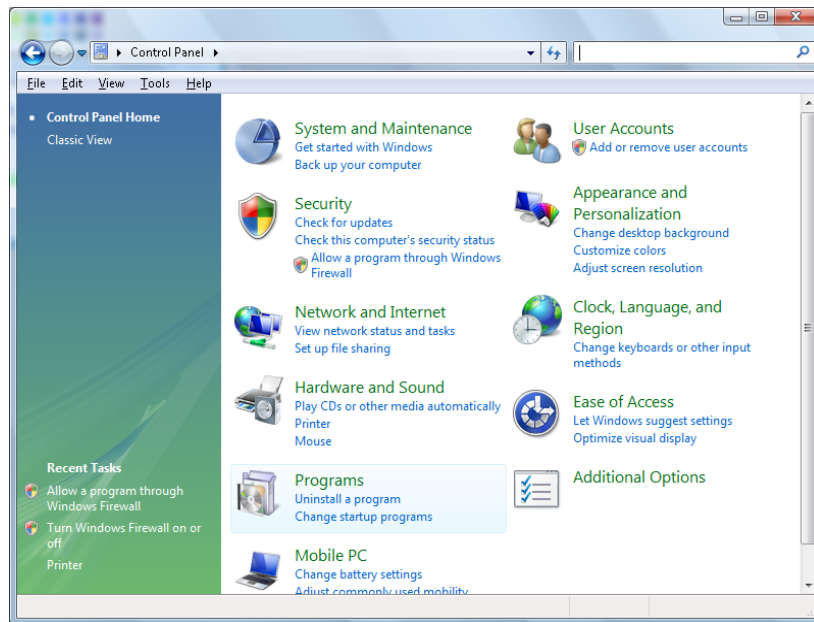 Control Panel
File Edit View Tools Help
Control Panel Home
Classic View
System and Maintenance
Get started with Windows
Back up your computer
Security
Check for updates
Check this computer's security status
Allow a program through Windows
Firewall
Network and Internet
View network status and tasks
Set up file sharing
Hardware and Sound
Play CDs or other media automatically
Printer
Mouse
Programs
Uninstall a program
Change startup programs
Mobile PC
Change battery settings
Adjust commonly used mobility
User Accounts
Add or remove user accounts
Appearance and
Personalization
Change desktop background
Customize colors
Adjust screen resolution
Clock, Language, and
Region
Change keyboards or other input
methods
Ease of Access
Let Windows suggest settings
Optimize visual display
Additional Options
Recent Tasks
Allow a program through
Windows Firewall
Turn Windows Firewall on or
off
Printer